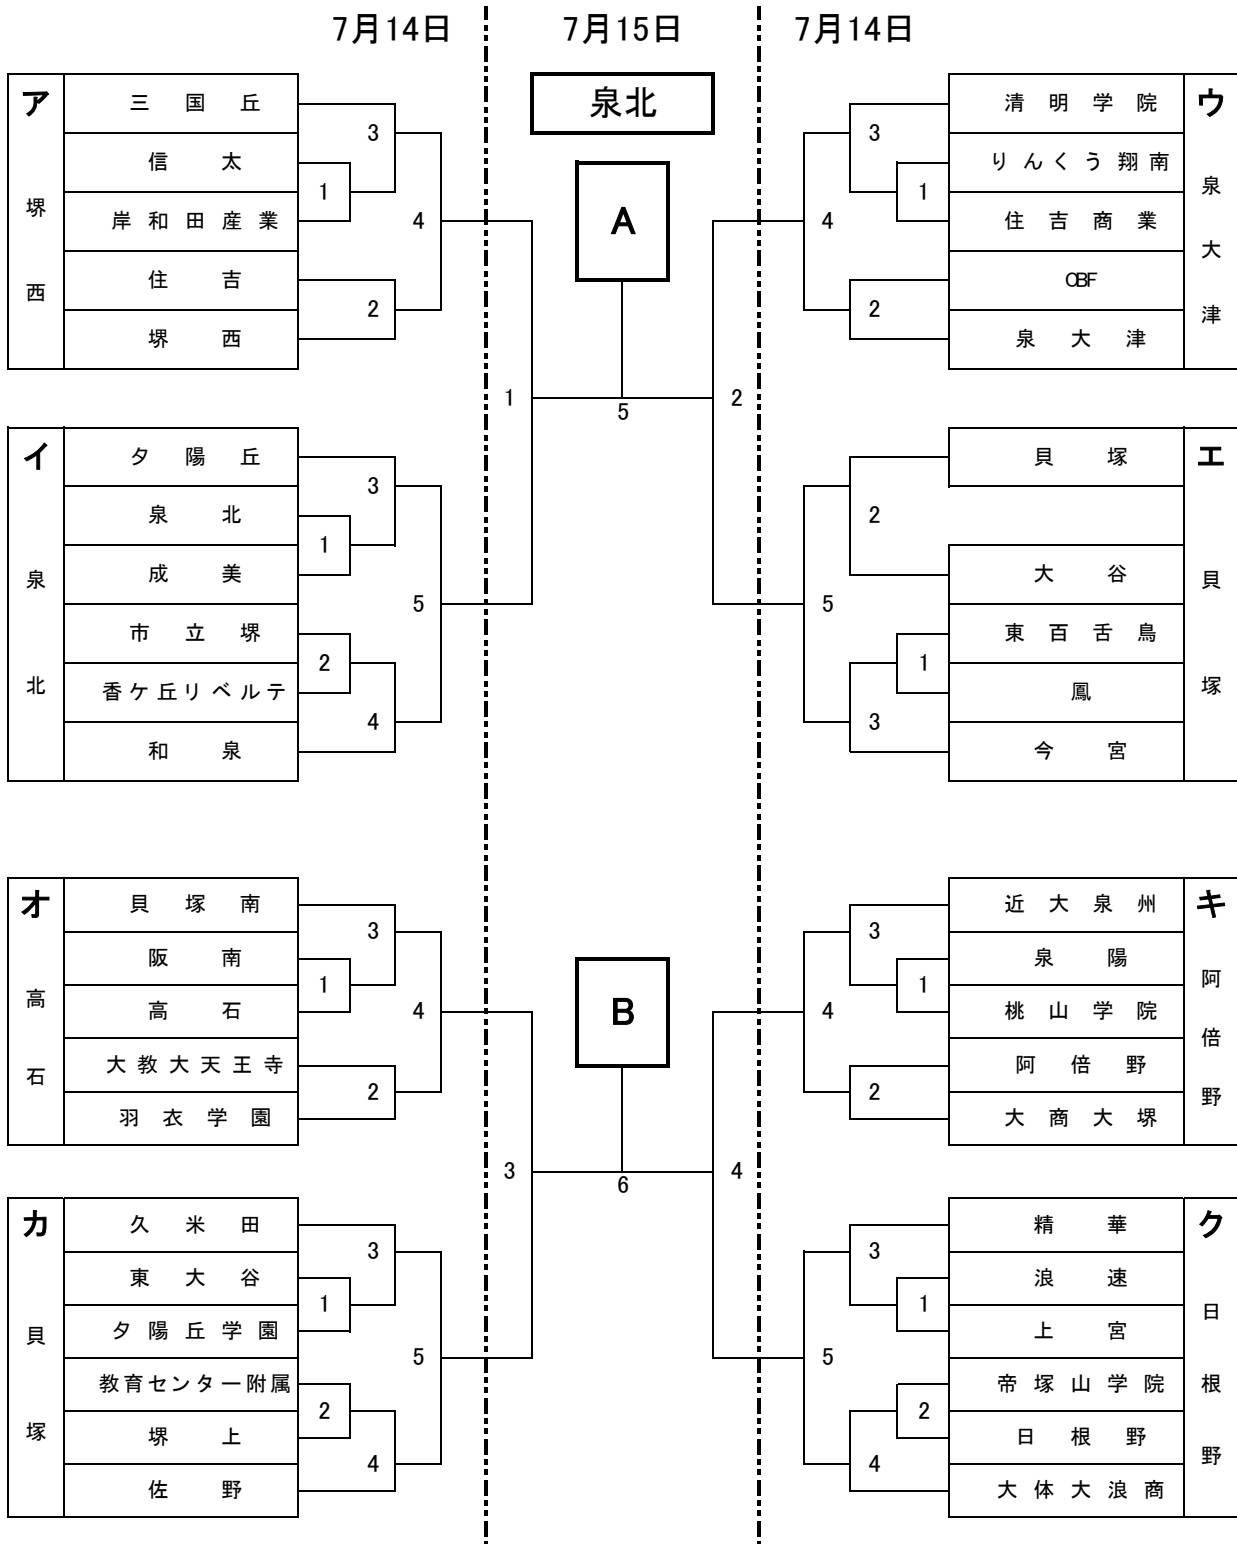 7月14日 7月15日 7月14日
泉北
ア 堺西
三国丘
信太
岸和田産業
住吉
堺西
3
1
4
2
イ 泉北
夕陽丘
泉北
成美
市立堺
香ケ丘リベルテ
和泉
3
1
5
2
4
1
A
5
2
ウ 泉大津
清明学院
りんくう翔南
住吉商業
OBF
泉大津
3
1
4
2
エ 貝塚
貝塚
大谷
東百舌鳥
鳳
今宮
2
5
1
3
オ 高石
貝塚南
阪南
高石
大教大天王寺
羽衣学園
3
1
4
2
カ 貝塚
久米田
東大谷
夕陽丘学園
教育センター附属
堺上
佐野
3
1
5
2
4
3
B
6
4
キ 阿倍野
近大泉州
泉陽
桃山学院
阿倍野
大商大堺
3
1
4
2
ク 日根野
精華
浪速
上宮
帝塚山学院
日根野
大体大浪商
3
1
5
2
4